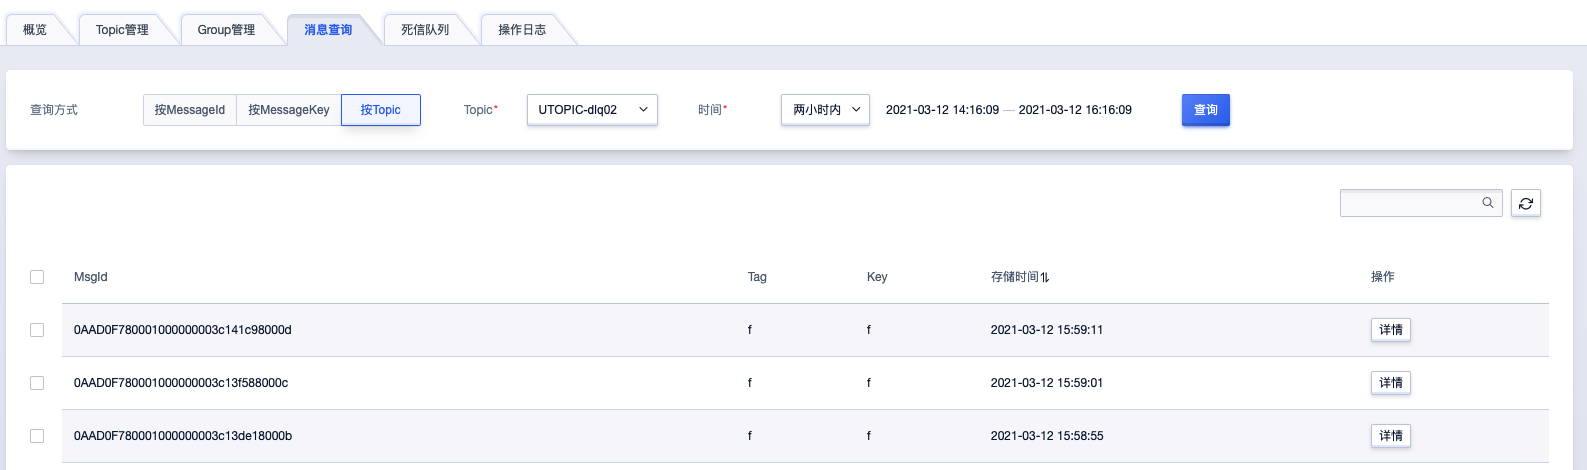 概览 Topic管理 Group管理 消息查询 死信队列 操作日志
查询方式 按MessageId 按MessageKey 按Topic Topic* UTOPIC-dlq02 时间* 两小时内 2021-03-12 14:16:09 — 2021-03-12 16:16:09 查询
MsgId Tag Key 存储时间 操作
0AAD0F780001000000003c141c98000d f f 2021-03-12 15:59:11 详情
0AAD0F780001000000003c13f588000c f f 2021-03-12 15:59:01 详情
0AAD0F780001000000003c13de18000b f f 2021-03-12 15:58:55 详情